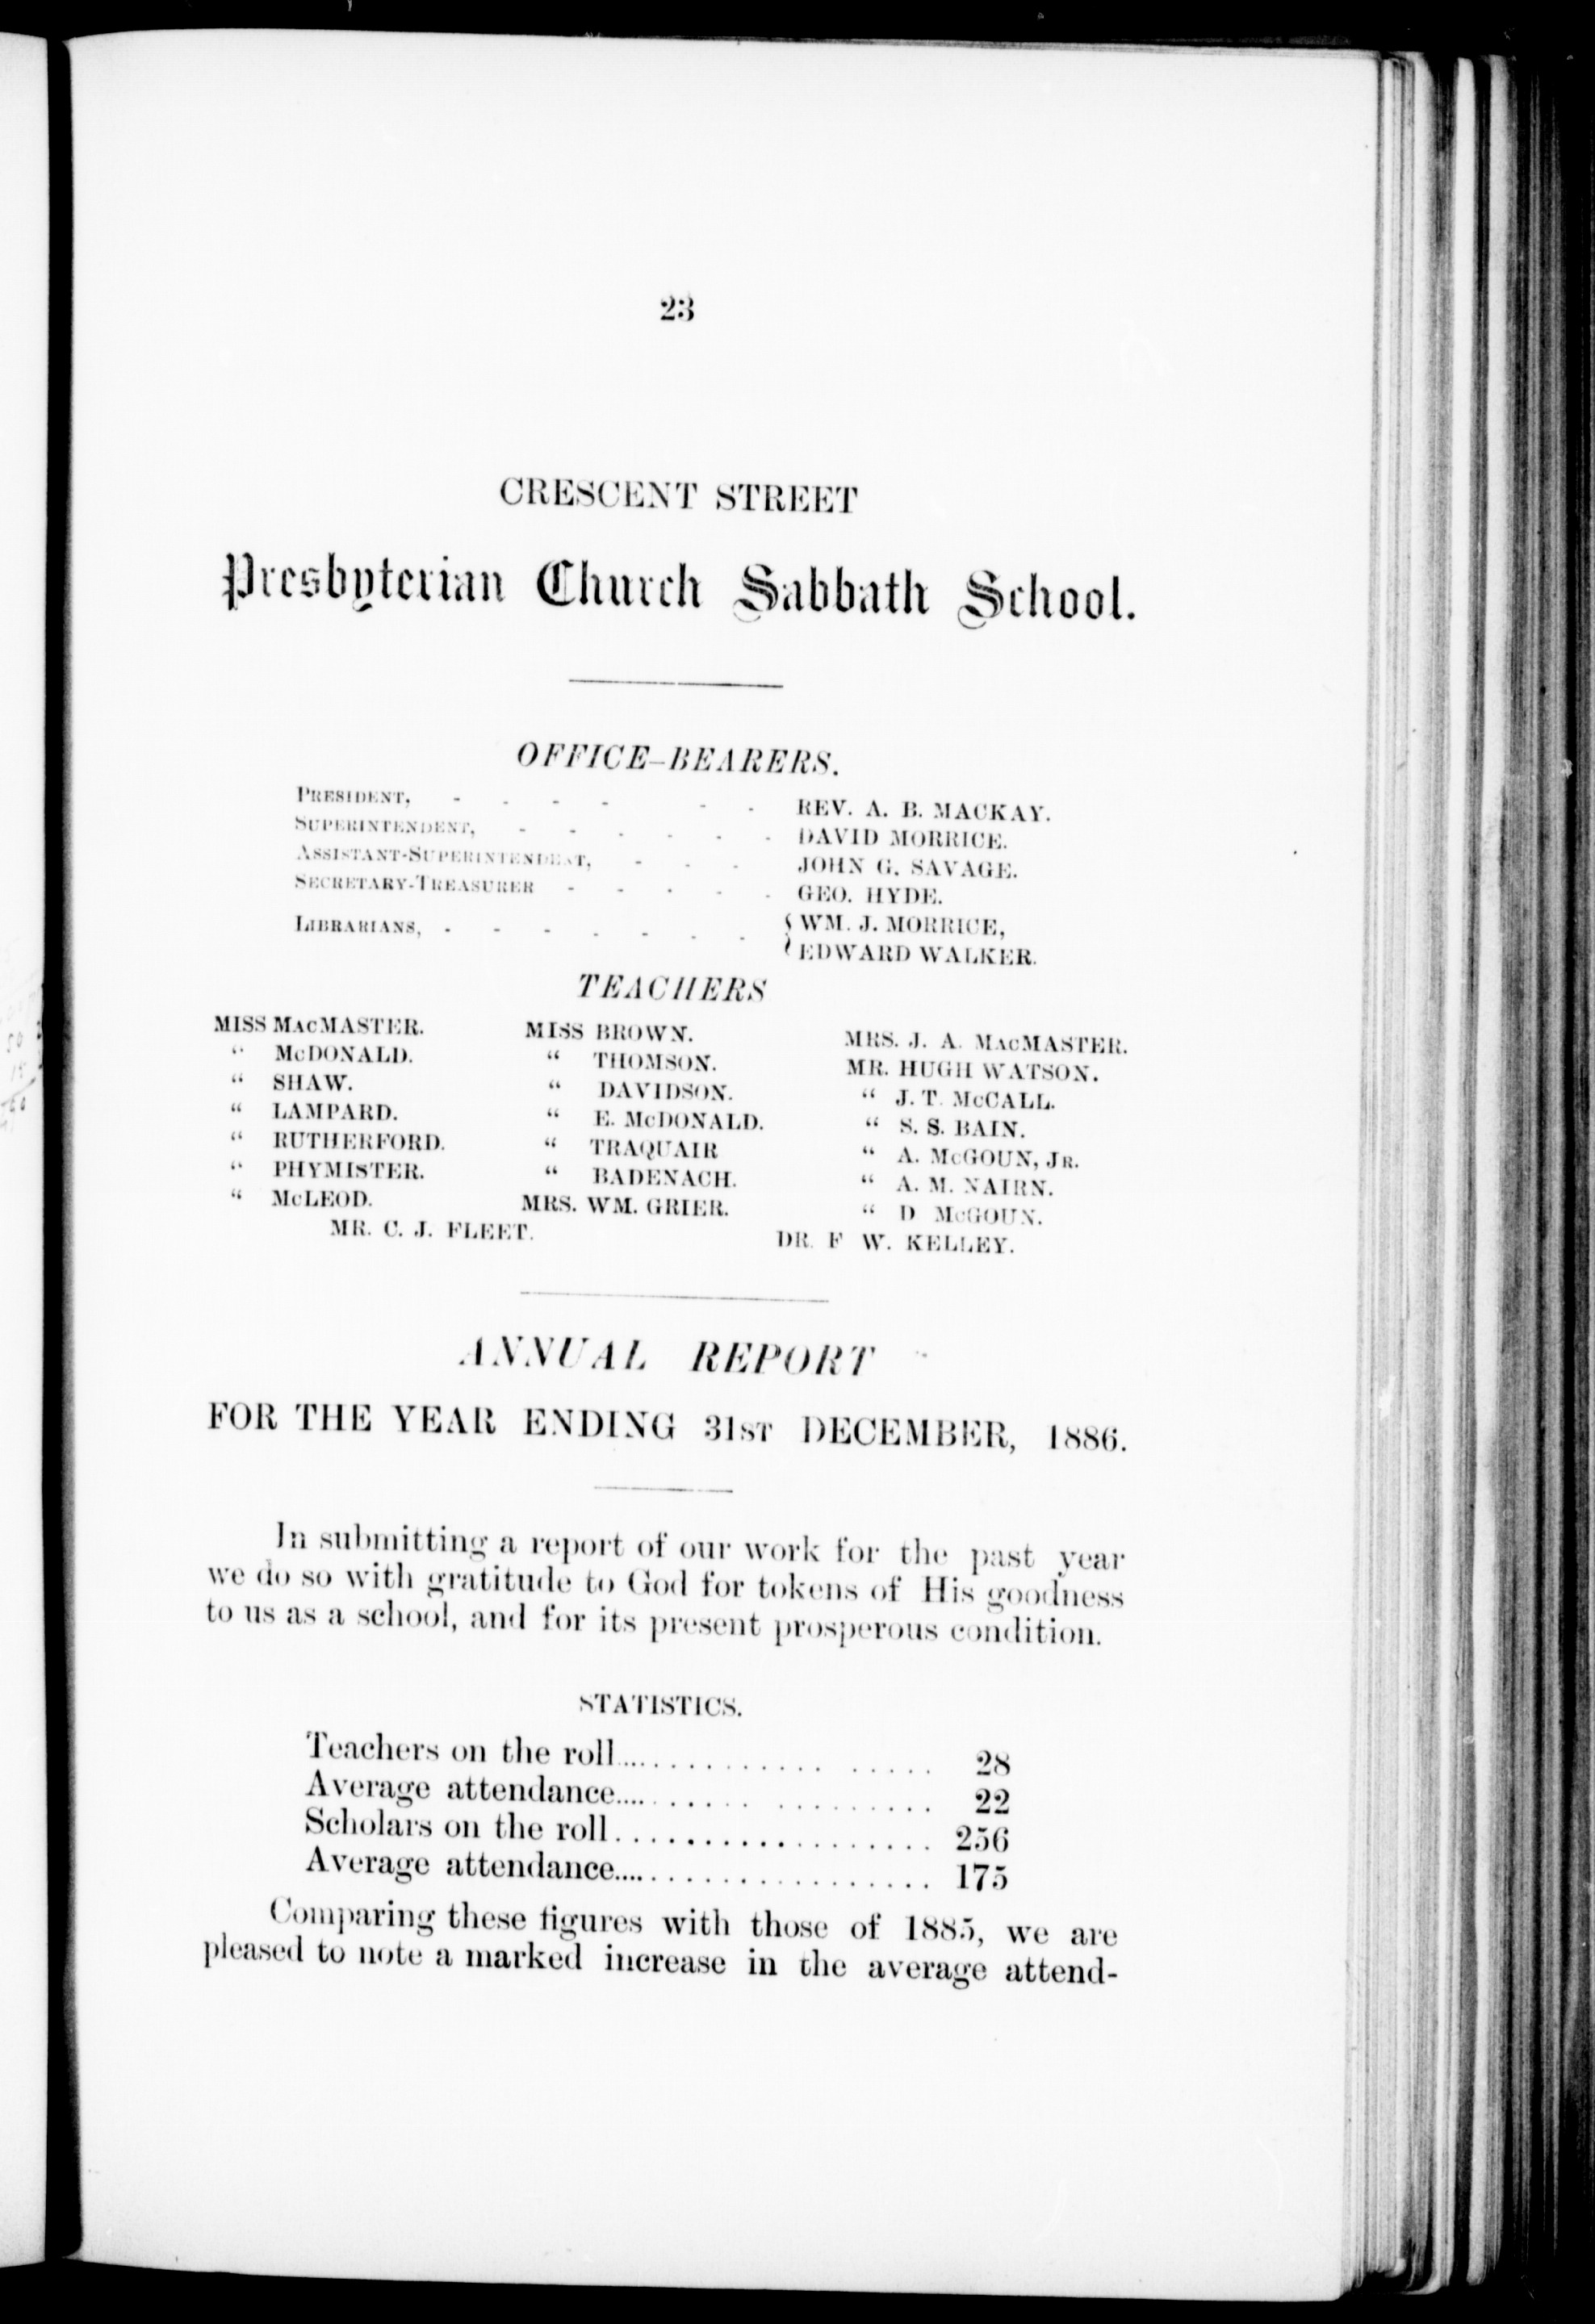 23
CRESCENT STREET
Presbyterian Church Sabbath School.
OFFICE-BEARERS.
PRESIDENT, - - - - - - REV. A. B. MACKAY.
SUPERINTENDENT, - - - - - - DAVID MORRICE.
ASSISTANT-SUPERINTENDENT, - - - JOHN G. SAVAGE.
SECRETARY-TREASURER - - - - - GEO. HYDE.
LIBRARIANS, - - - - - - - { WM. J. MORRICE,
EDWARD WALKER.
TEACHERS
MISS MACMASTER. MISS BROWN. MRS. J. A. MACMASTER.
“ McDONALD. “ THOMSON. MR. HUGH WATSON.
“ SHAW. “ DAVIDSON. “ J. T. McCALL.
“ LAMPARD. “ E. McDONALD. “ S. S. BAIN.
“ RUTHERFORD. “ TRAQUAIR “ A. McGOUN, JR.
“ PHYMISTER. “ BADENACH. “ A. M. NAIRN.
“ McLEOD. MRS. WM. GRIER. “ D McGOUN.
MR. C. J. FLEET. DR. F W. KELLEY.
ANNUAL REPORT
FOR THE YEAR ENDING 31ST DECEMBER, 1886.
In submitting a report of our work for the past year
we do so with gratitude to God for tokens of His goodness
to us as a school, and for its present prosperous condition.
STATISTICS.
Teachers on the roll.................... 28
Average attendance.................... 22
Scholars on the roll.................... 256
Average attendance.................... 175
Comparing these figures with those of 1885, we are
pleased to note a marked increase in the average attend-